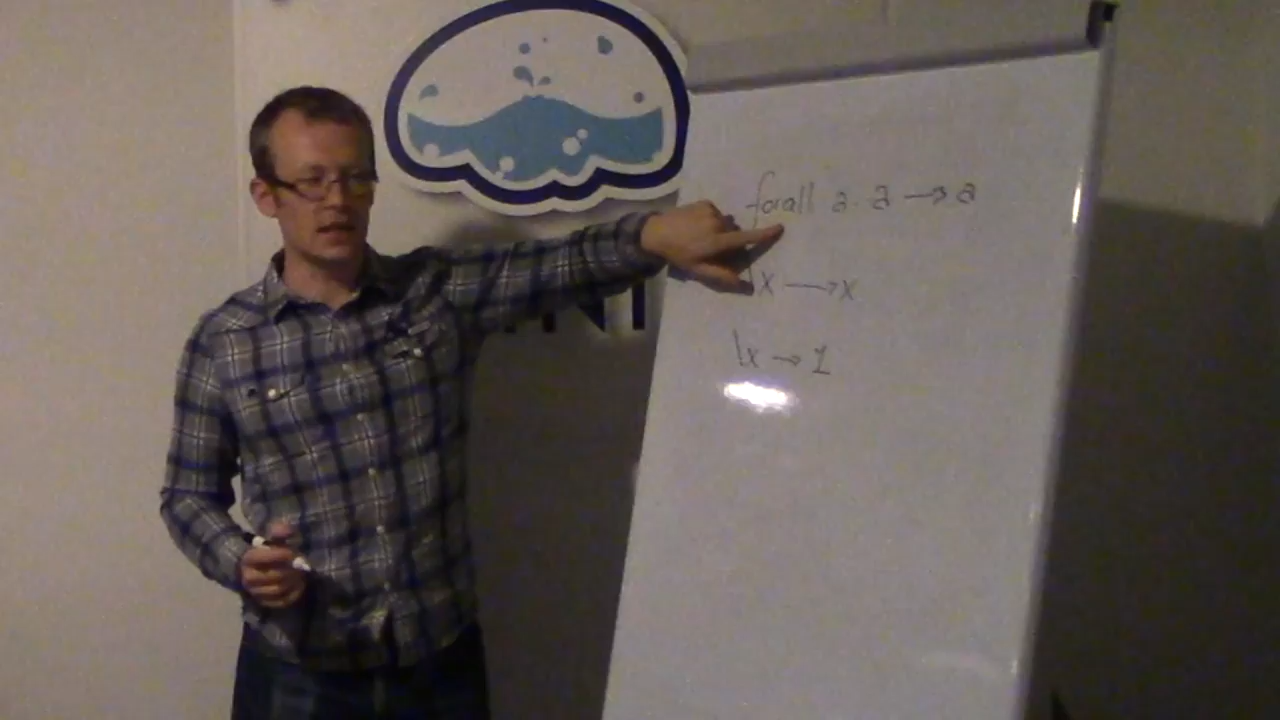 forall a. a → a
\x → x
\x → 1